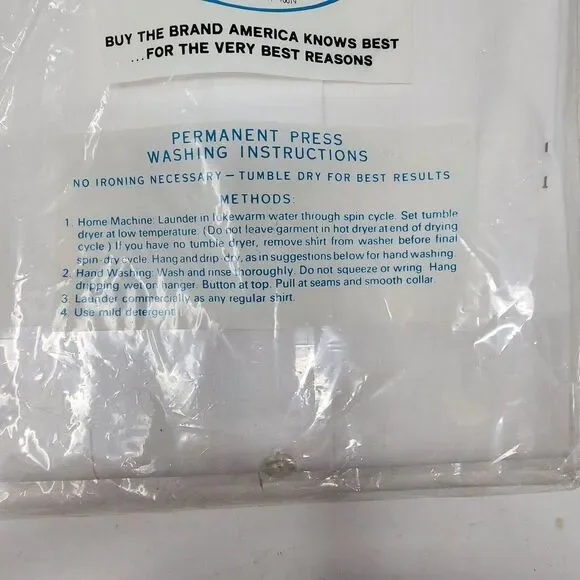 BUY THE BRAND AMERICA KNOWS BEST
...FOR THE VERY BEST REASONS
PERMANENT PRESS
WASHING INSTRUCTIONS
NO IRONING NECESSARY — TUMBLE DRY FOR BEST RESULTS
METHODS:
1. Home Machine: Launder in lukewarm water through spin cycle. Set tumble
dryer at low temperature. (Do not leave garment in hot dryer at end of drying
cycle.) If you have no tumble dryer, remove shirt from washer before final
spin-dry cycle. Hang and drip-dry, as in suggestions below for hand washing.
2. Hand Washing: Wash and rinse thoroughly. Do not squeeze or wring. Hang
dripping wet on hanger. Button at top. Pull at seams and smooth collar.
3. Launder commercially as any regular shirt.
4. Use mild detergent.